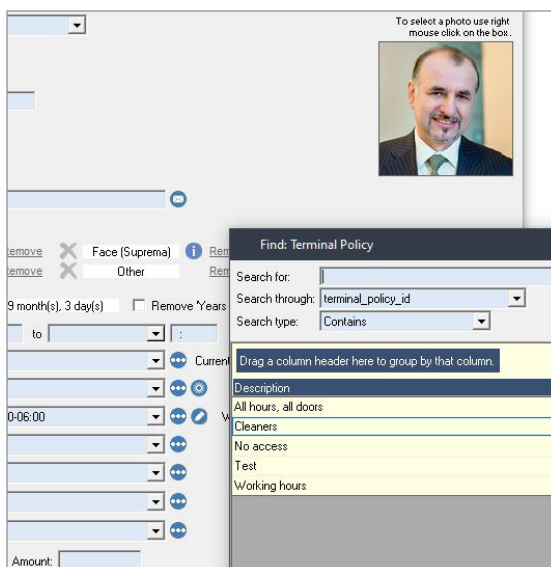 To select a photo use right
mouse click on the box.
Remove Face (Suprema)
Remove Other
9 month(s), 3 day(s) Remove 'Years
to :
Current
0-06:00
Amount:
Find: Terminal Policy
Search for:
Search through: terminal_policy_id
Search type: Contains
Drag a column header here to group by that column.
Description
All hours, all doors
Cleaners
No access
Test
Working hours